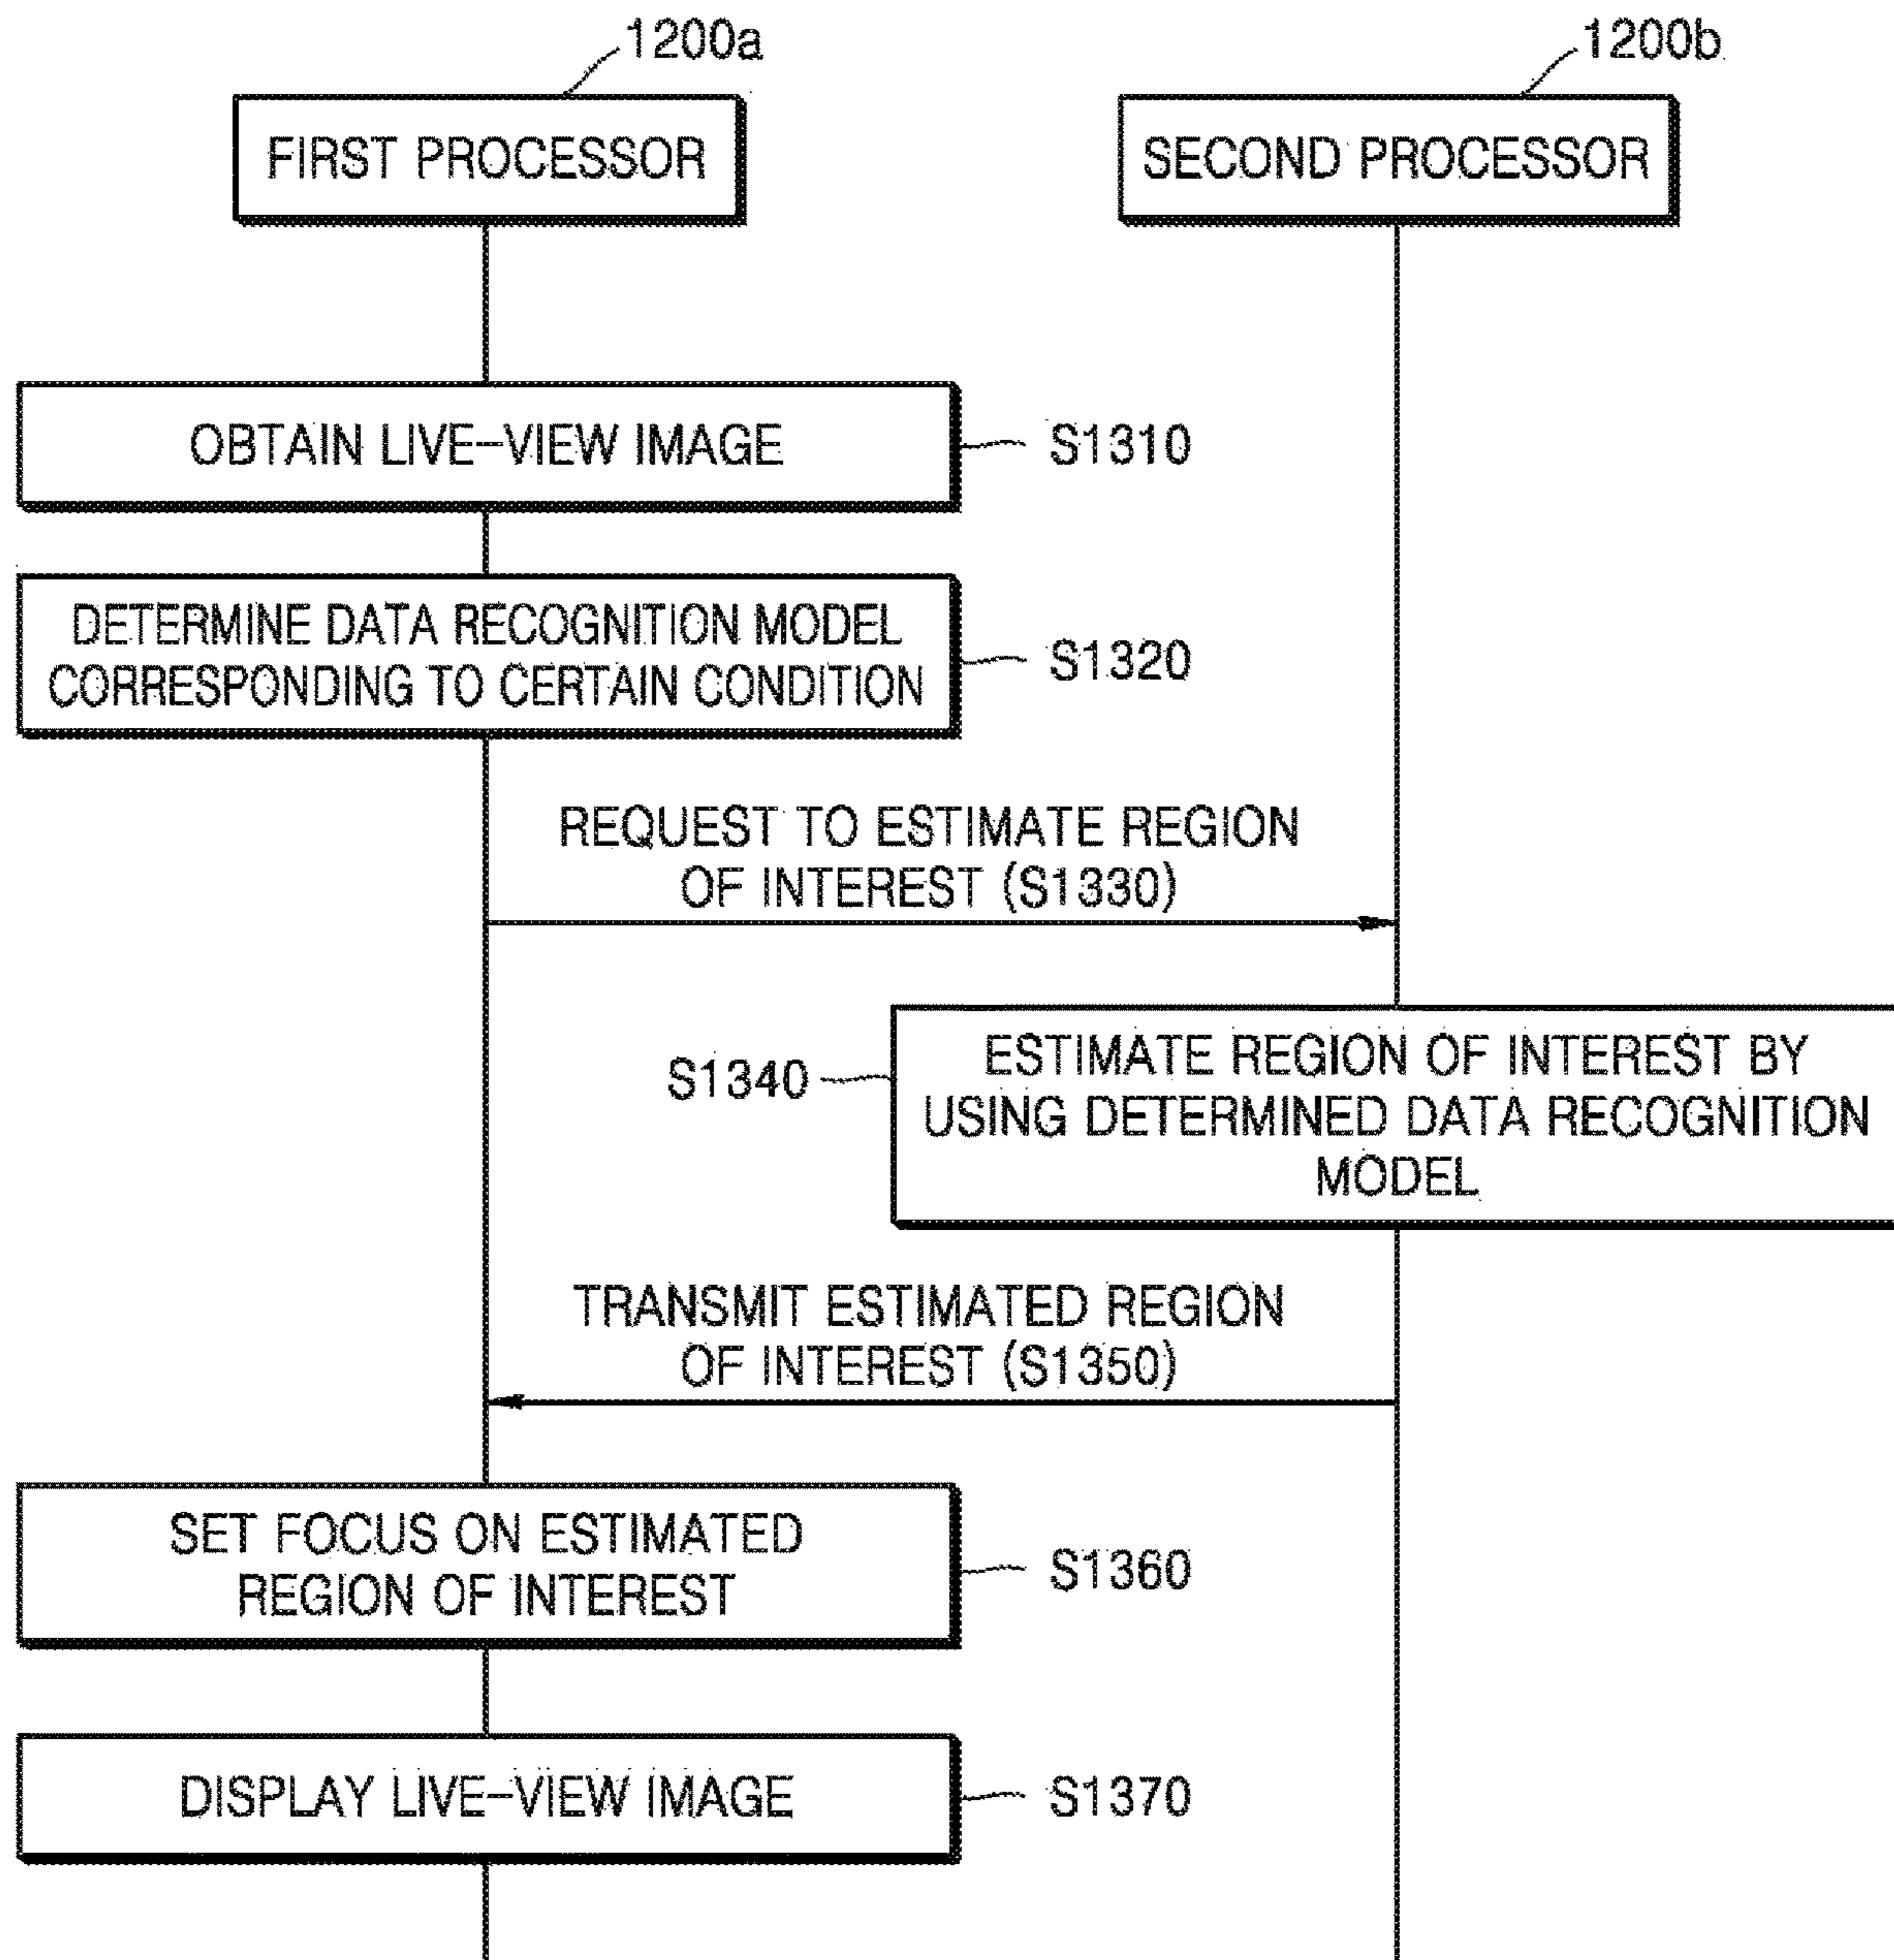 1200a
1200b
FIRST PROCESSOR
SECOND PROCESSOR
OBTAIN LIVE-VIEW IMAGE
S1310
DETERMINE DATA RECOGNITION MODEL
CORRESPONDING TO CERTAIN CONDITION
S1320
REQUEST TO ESTIMATE REGION
OF INTEREST (S1330)
S1340
ESTIMATE REGION OF INTEREST BY
USING DETERMINED DATA RECOGNITION
MODEL
TRANSMIT ESTIMATED REGION
OF INTEREST (S1350)
SET FOCUS ON ESTIMATED
REGION OF INTEREST
S1360
DISPLAY LIVE-VIEW IMAGE
S1370